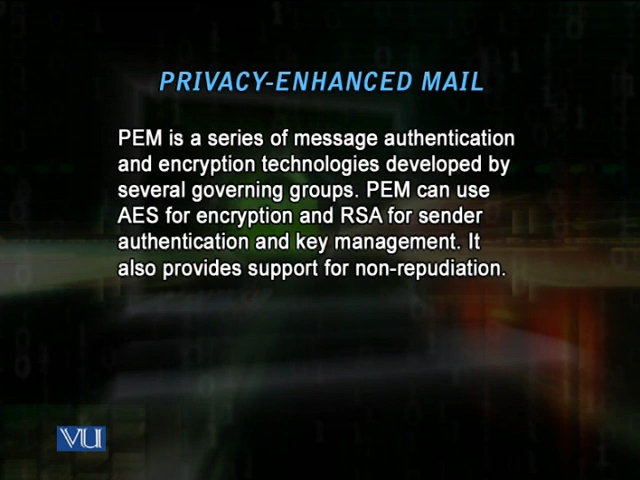 PRIVACY-ENHANCED MAIL
PEM is a series of message authentication
and encryption technologies developed by
several governing groups. PEM can use
AES for encryption and RSA for sender
authentication and key management. It
also provides support for non-repudiation.
VU